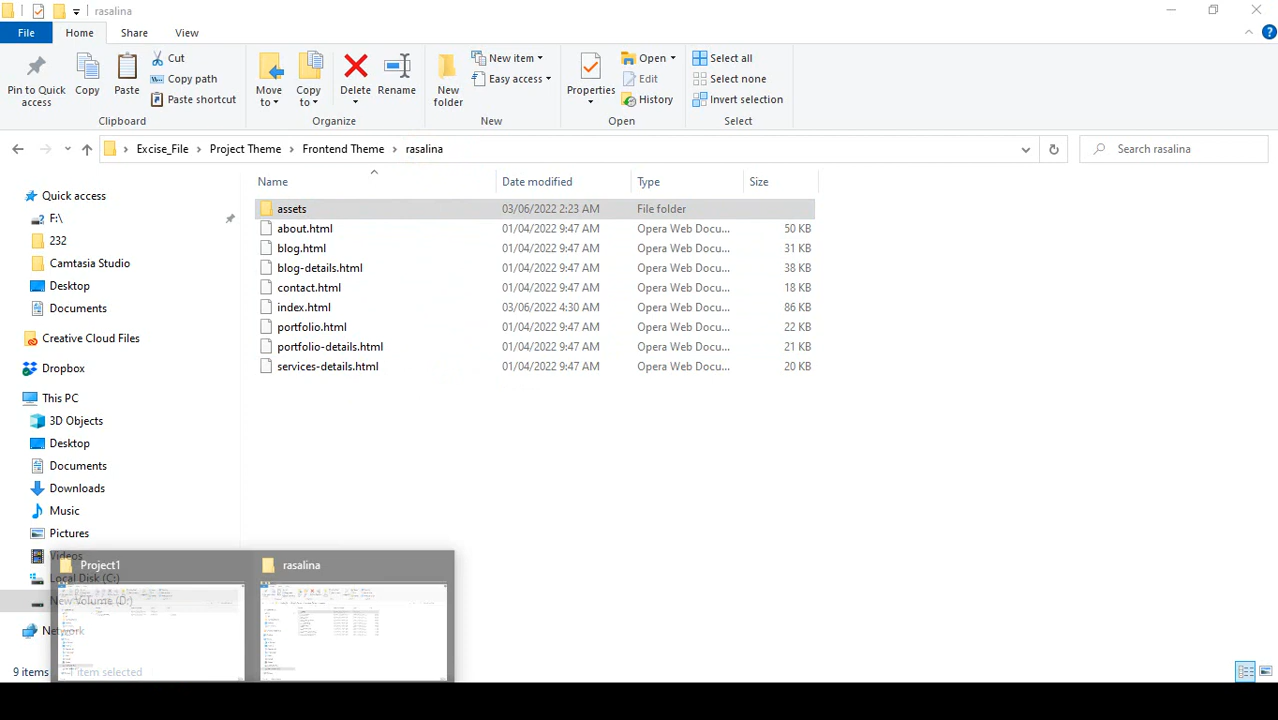 rasalina
File Home Share View
Pin to Quick access
Copy
Paste
Cut
Copy path
Paste shortcut
Clipboard
Move to
Copy to
Delete
Rename
Organize
New folder
New item
Easy access
New
Properties
Open
Edit
History
Open
Select all
Select none
Invert selection
Select
Excise_File > Project Theme > Frontend Theme > rasalina
Search rasalina
Name Date modified Type Size
assets 03/06/2022 2:23 AM File folder
about.html 01/04/2022 9:47 AM Opera Web Docu... 50 KB
blog.html 01/04/2022 9:47 AM Opera Web Docu... 31 KB
blog-details.html 01/04/2022 9:47 AM Opera Web Docu... 38 KB
contact.html 01/04/2022 9:47 AM Opera Web Docu... 18 KB
index.html 03/06/2022 4:30 AM Opera Web Docu... 86 KB
portfolio.html 01/04/2022 9:47 AM Opera Web Docu... 22 KB
portfolio-details.html 01/04/2022 9:47 AM Opera Web Docu... 21 KB
services-details.html 01/04/2022 9:47 AM Opera Web Docu... 20 KB
Quick access
F:\
232
Camtasia Studio
Desktop
Documents
Creative Cloud Files
Dropbox
This PC
3D Objects
Desktop
Documents
Downloads
Music
Pictures
Videos
Local Disk (C:)
New Volume (D:)
Network
Project1
rasalina
9 items 1 item selected